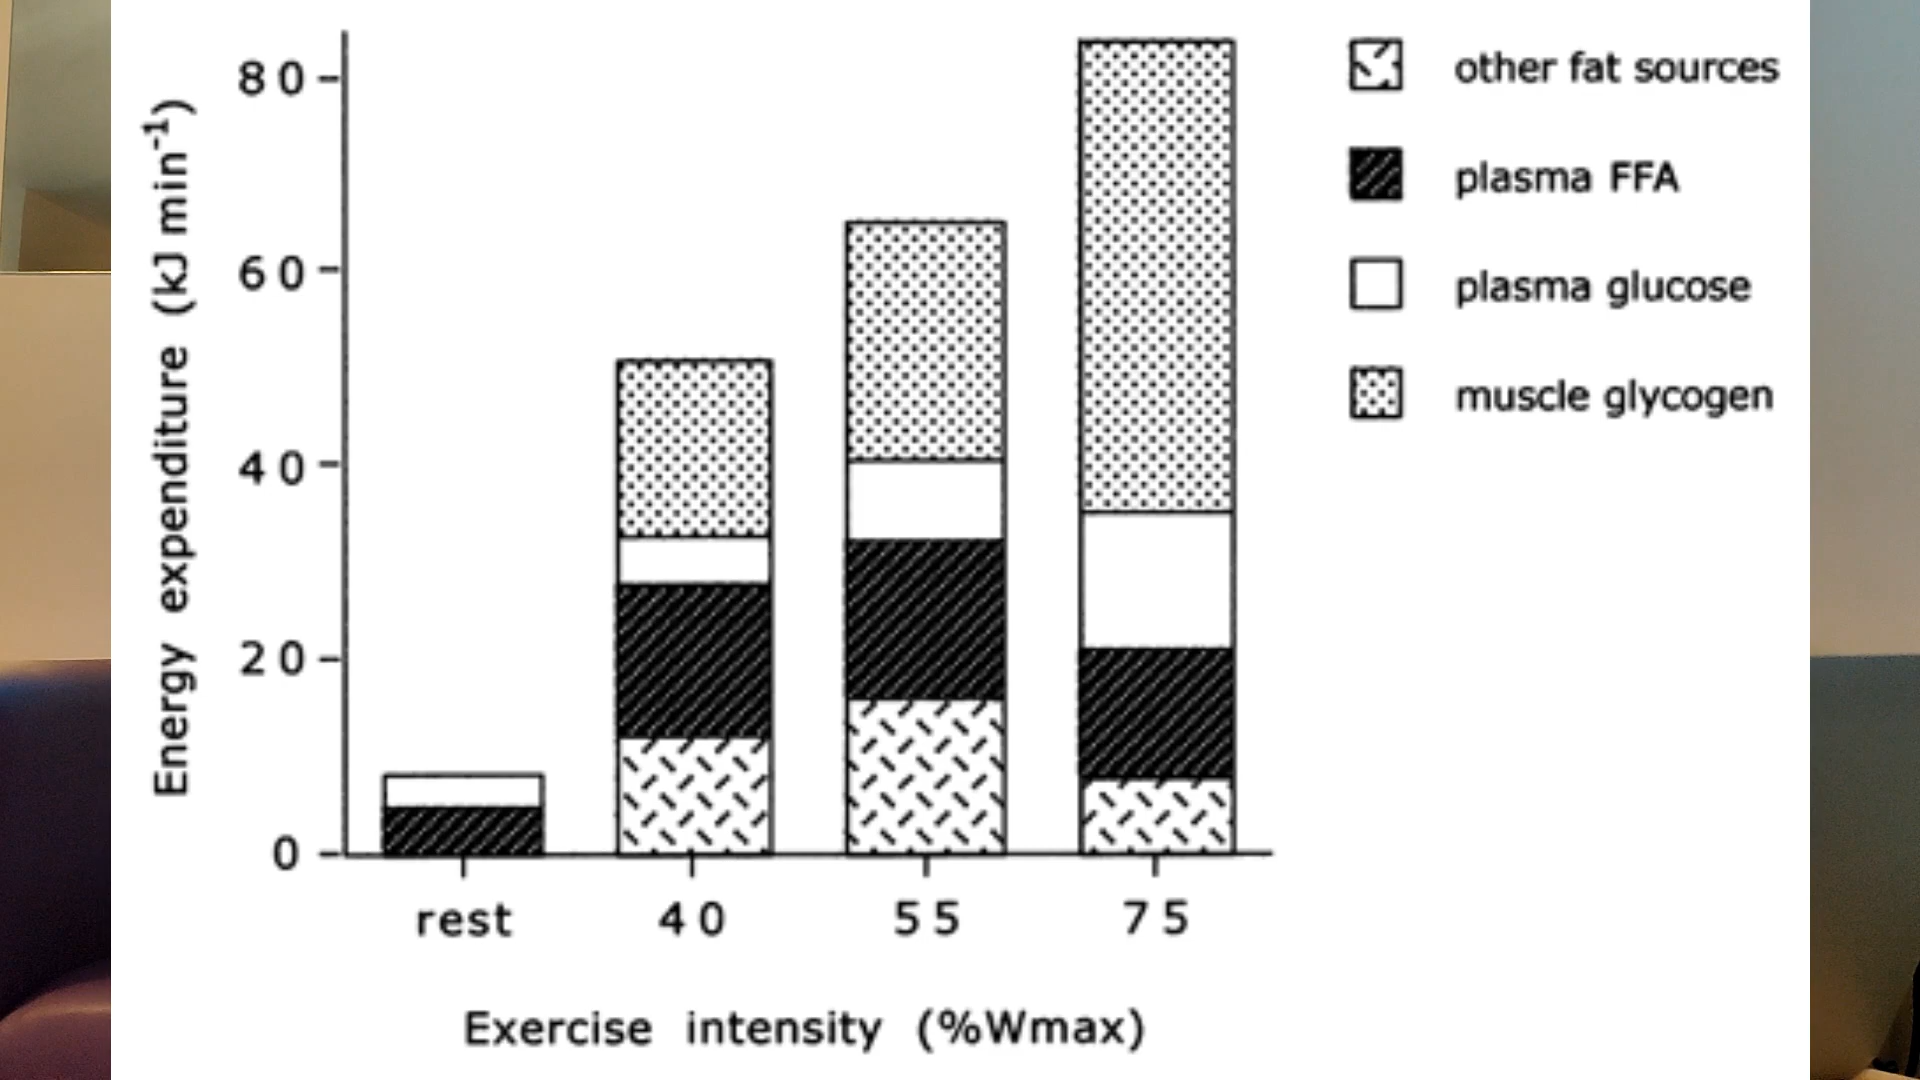 Energy expenditure (kJ min-1)
80
60
40
20
0
rest 40 55 75
Exercise intensity (%Wmax)
other fat sources
plasma FFA
plasma glucose
muscle glycogen